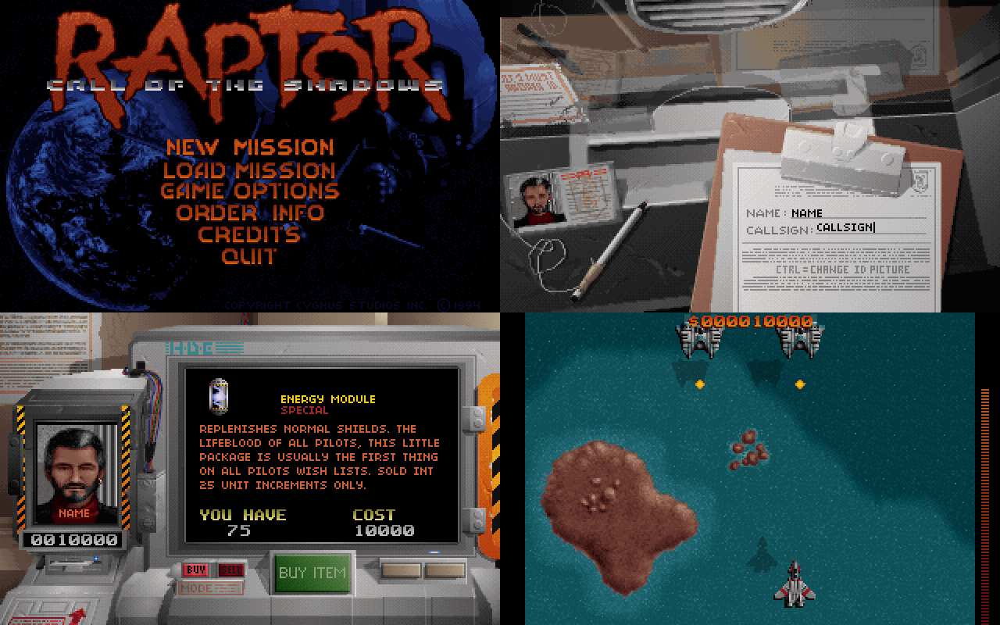 RAPTOR
CALL OF THE SHADOWS
NEW MISSION
LOAD MISSION
GAME OPTIONS
ORDER INFO
CREDITS
QUIT
COPYRIGHT CYGNUS STUDIOS INC. ©1994
NAME: NAME
CALLSIGN: CALLSIGN
CTRL=CHANGE ID PICTURE
H·D·E
ENERGY MODULE
SPECIAL
REPLENISHES NORMAL SHIELDS. THE
LIFEBLOOD OF ALL PILOTS, THIS LITTLE
PACKAGE IS USUALLY THE FIRST THING
ON ALL PILOTS WISH LISTS. SOLD INT
25 UNIT INCREMENTS ONLY.
YOU HAVE COST
75 10000
NAME
0010000
BUY SELL
MODE
BUY ITEM
$000010000